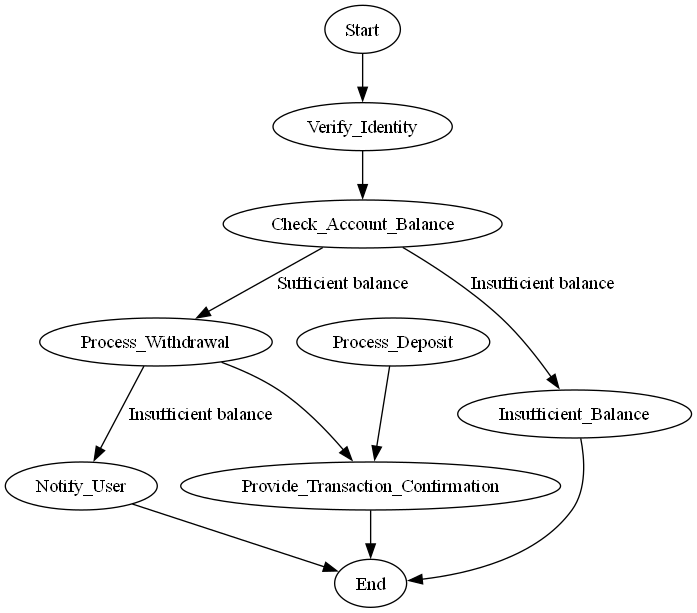 Start
Verify_Identity
Check_Account_Balance
Sufficient balance
Insufficient balance
Process_Withdrawal
Process_Deposit
Insufficient balance
Insufficient_Balance
Notify_User
Provide_Transaction_Confirmation
End